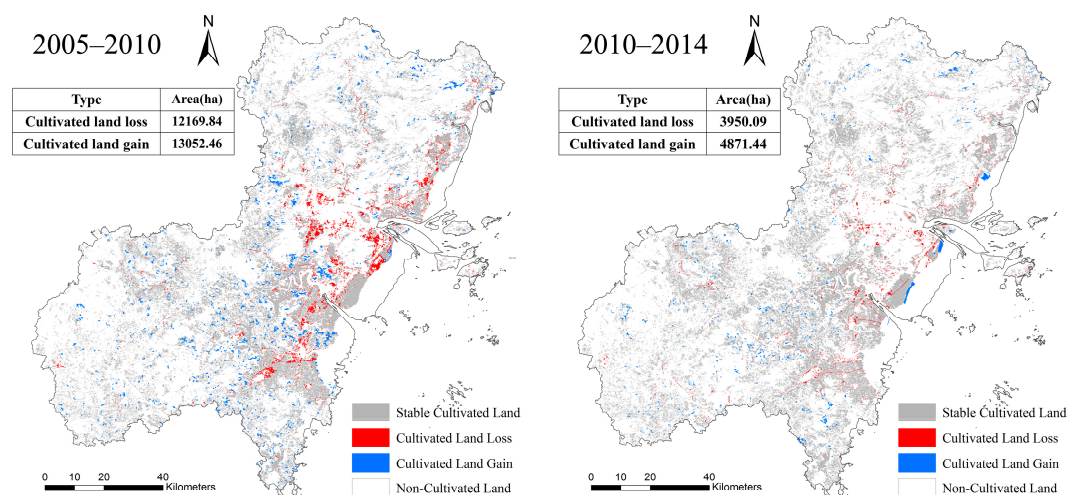 2005–2010
N
Type Area(ha)
Cultivated land loss 12169.84
Cultivated land gain 13052.46
Stable Cultivated Land
Cultivated Land Loss
Cultivated Land Gain
Non-Cultivated Land
0 10 20 40
Kilometers
2010–2014
N
Type Area(ha)
Cultivated land loss 3950.09
Cultivated land gain 4871.44
Stable Cultivated Land
Cultivated Land Loss
Cultivated Land Gain
Non-Cultivated Land
0 10 20 40
Kilometers